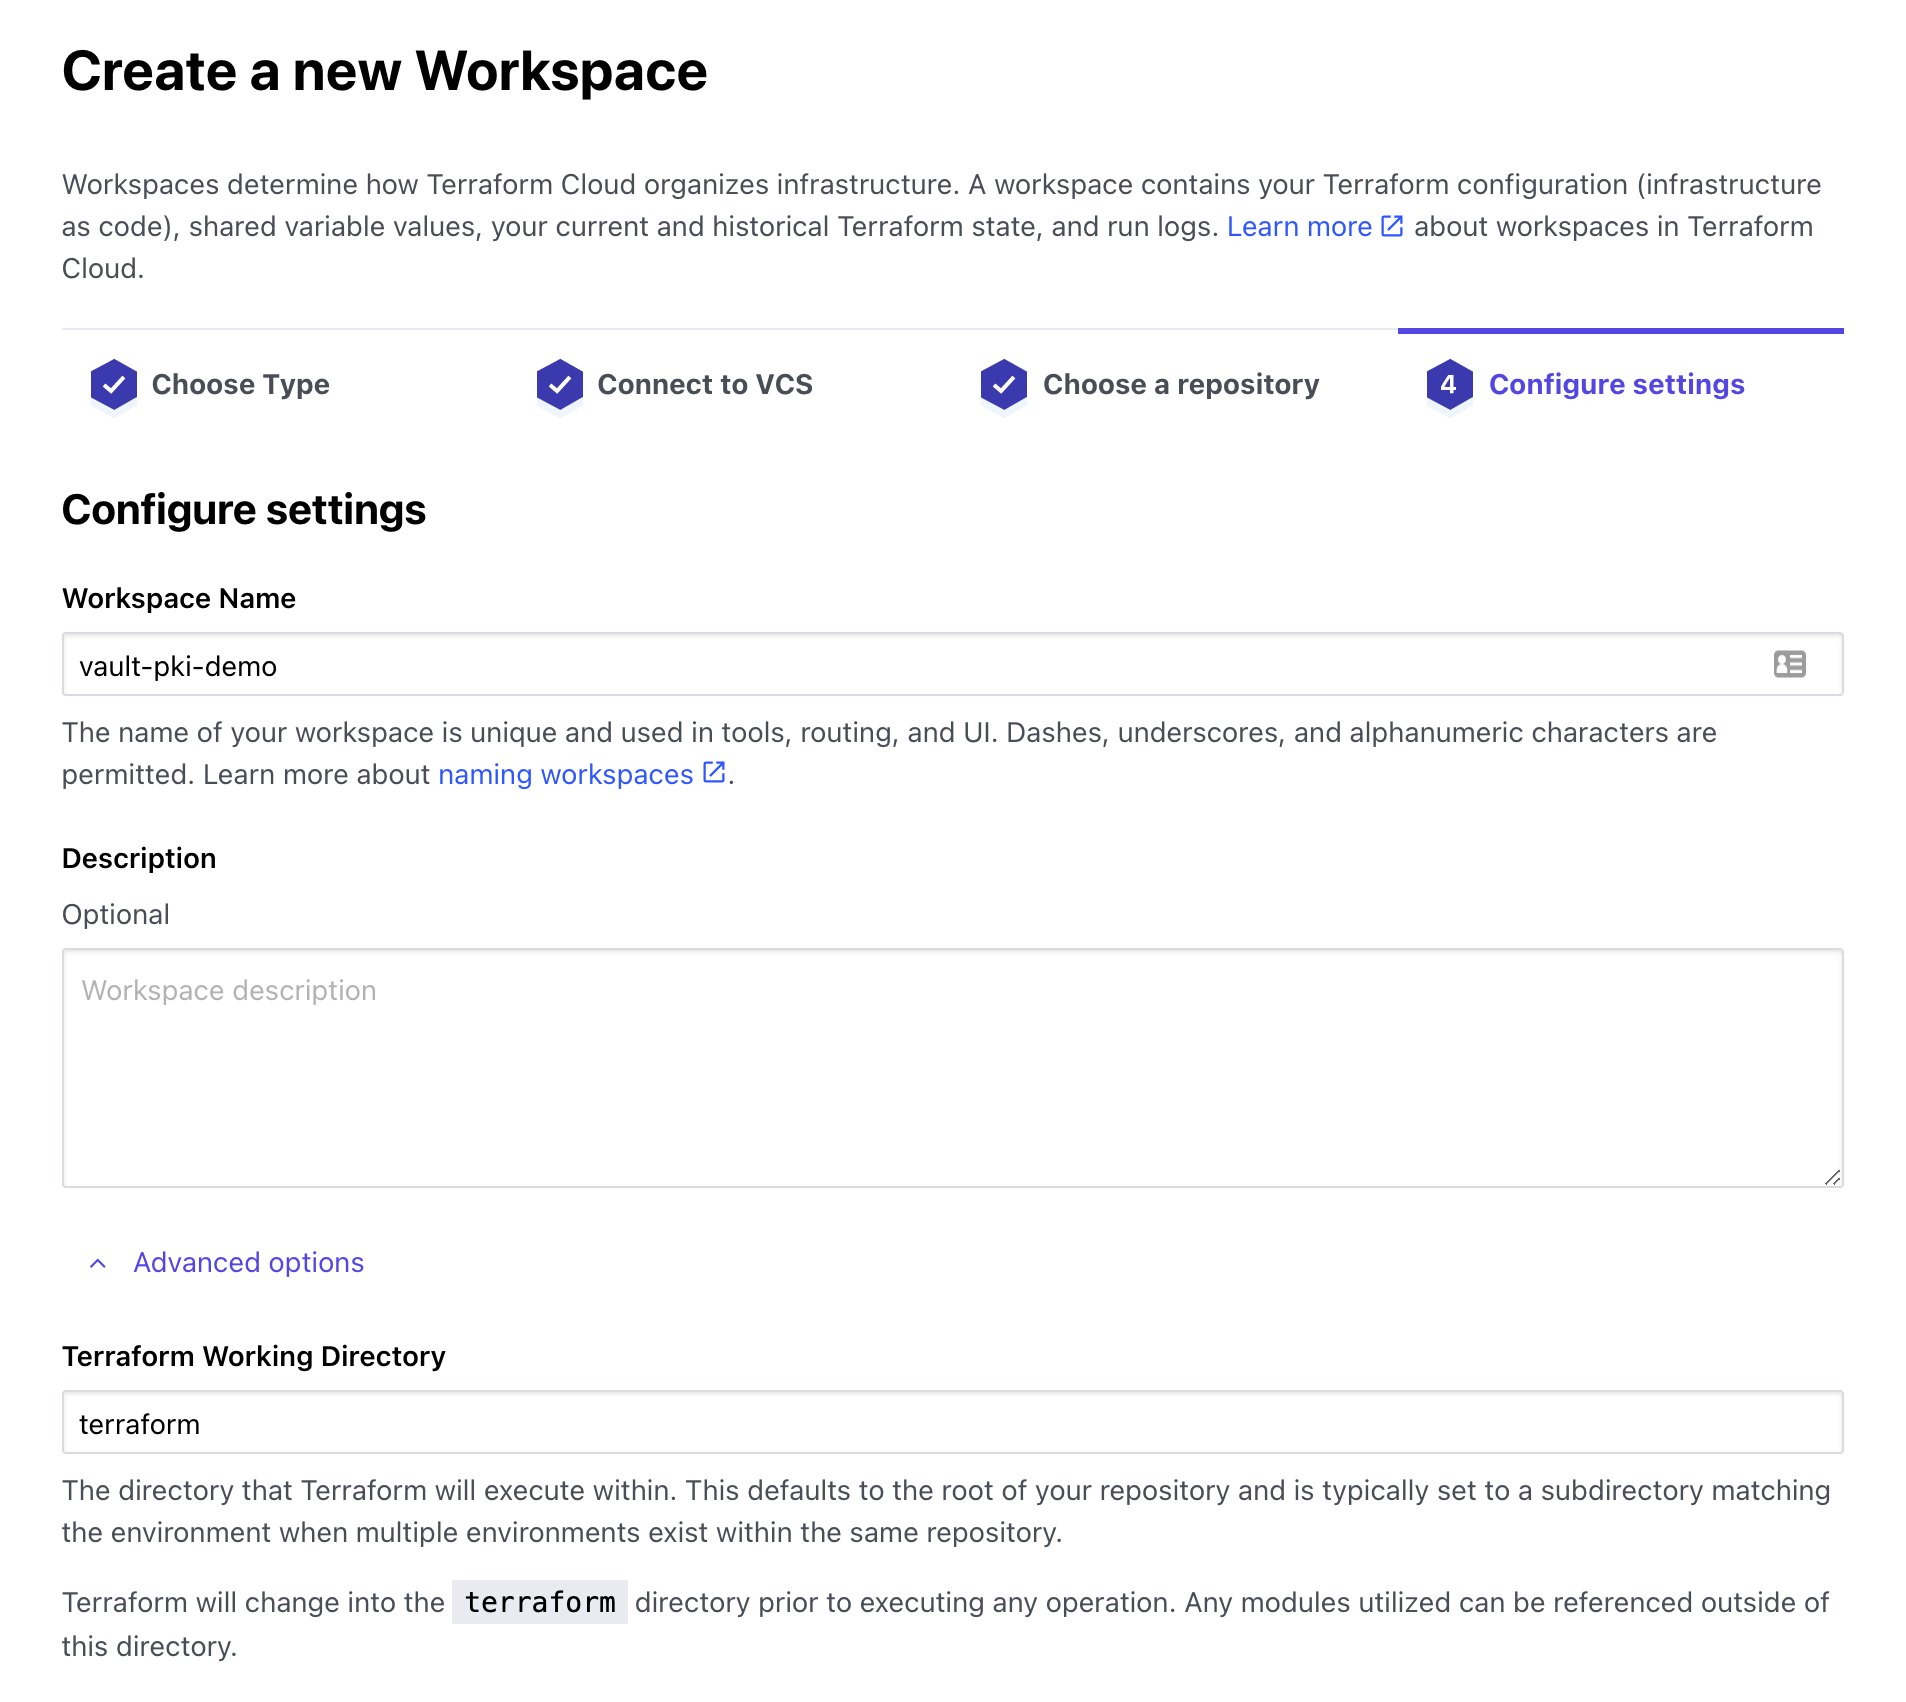 Create a new Workspace
Workspaces determine how Terraform Cloud organizes infrastructure. A workspace contains your Terraform configuration (infrastructure
as code), shared variable values, your current and historical Terraform state, and run logs. Learn more about workspaces in Terraform
Cloud.
Choose Type
Connect to VCS
Choose a repository
4 Configure settings
Configure settings
Workspace Name
vault-pki-demo
The name of your workspace is unique and used in tools, routing, and UI. Dashes, underscores, and alphanumeric characters are
permitted. Learn more about naming workspaces.
Description
Optional
Workspace description
Advanced options
Terraform Working Directory
terraform
The directory that Terraform will execute within. This defaults to the root of your repository and is typically set to a subdirectory matching
the environment when multiple environments exist within the same repository.
Terraform will change into the terraform directory prior to executing any operation. Any modules utilized can be referenced outside of
this directory.